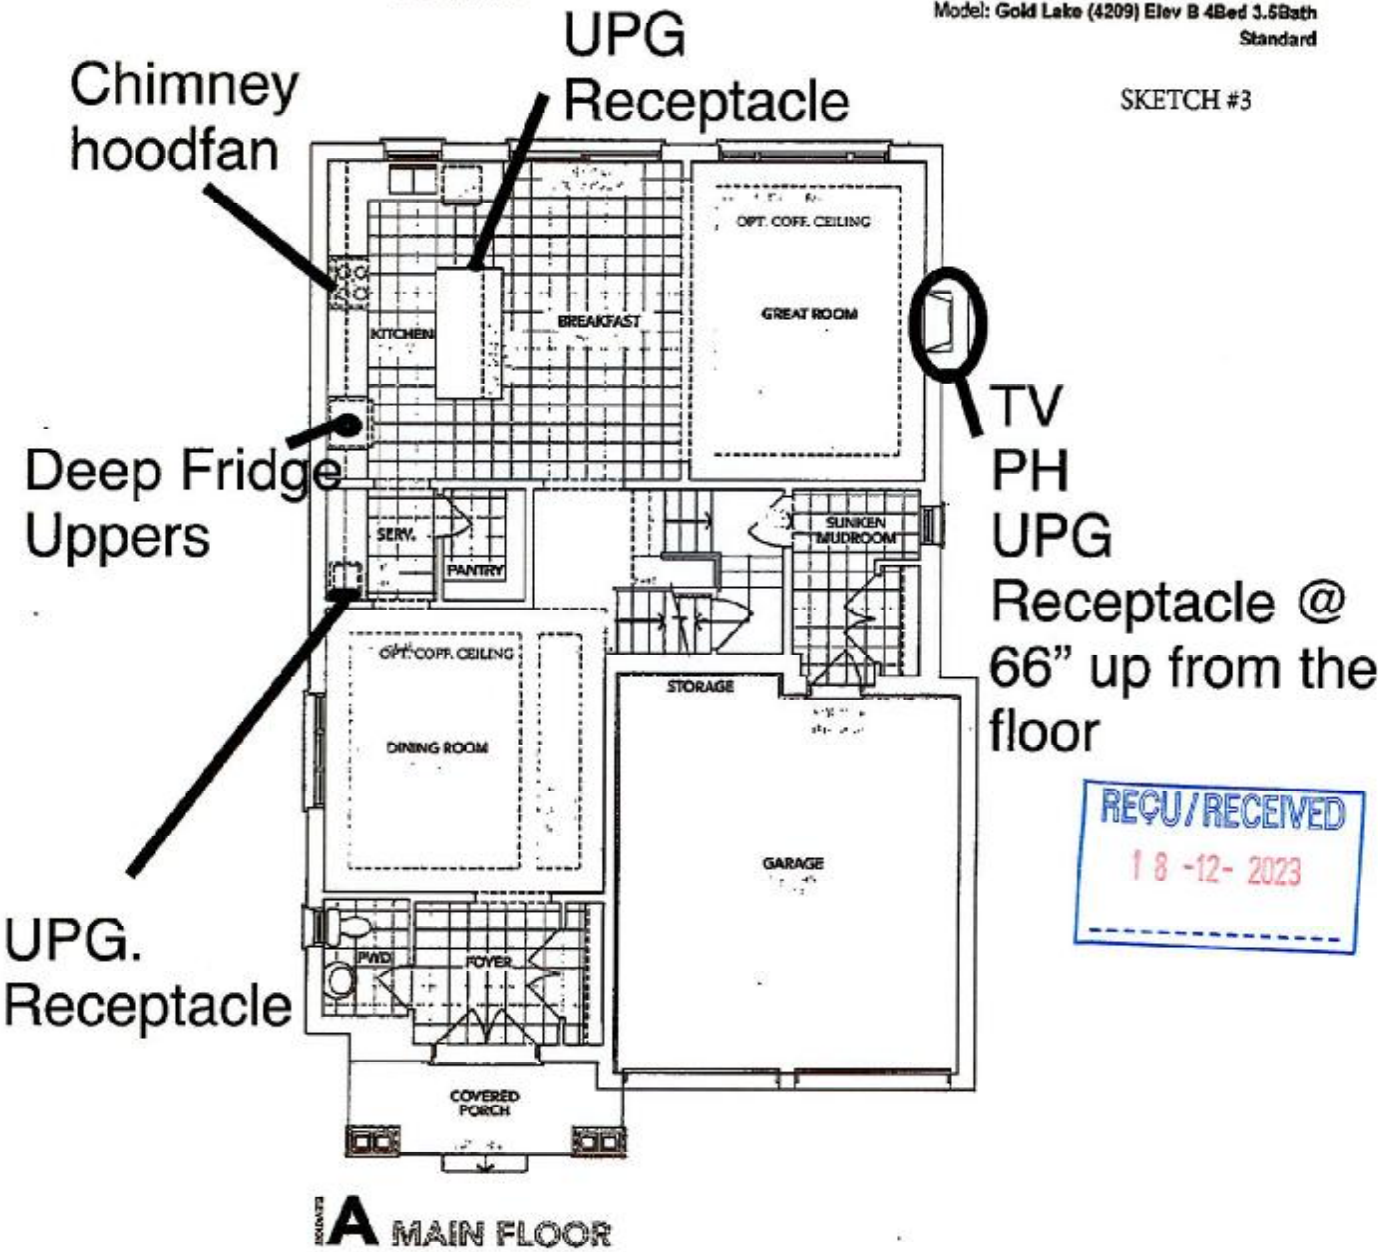 Model: Gold Lake (4209) Elev B 4Bed 3.5Bath
Standard
SKETCH #3
UPG
Receptacle
Chimney
hoodfan
OPT. COFF. CEILING
GREAT ROOM
KITCHEN
BREAKFAST
TV
PH
UPG
Receptacle @
66” up from the
floor
Deep Fridge
Uppers
SERV.
PANTRY
SUNKEN
MUDROOM
OPT. COFF. CEILING
STORAGE
DINING ROOM
GARAGE
REÇU/RECEIVED
18 -12- 2023
UPG.
Receptacle
PWD
FOYER
COVERED
PORCH
ELEVATION
A MAIN FLOOR